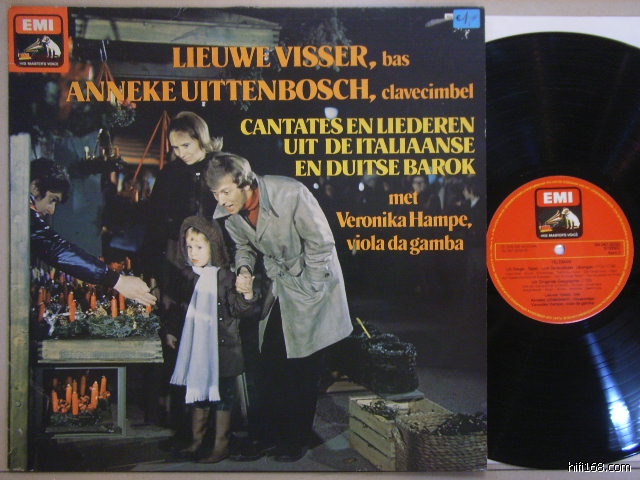 EMI
HIS MASTER'S VOICE
LIEUWE VISSER, bas
ANNEKE UITTENBOSCH, clavecimbel
CANTATES EN LIEDEREN
UIT DE ITALIAANSE
EN DUITSE BAROK
met
Veronika Hampe,
viola da gamba
EMI
HIS MASTER'S VOICE
TELEMANN
hifi168.com